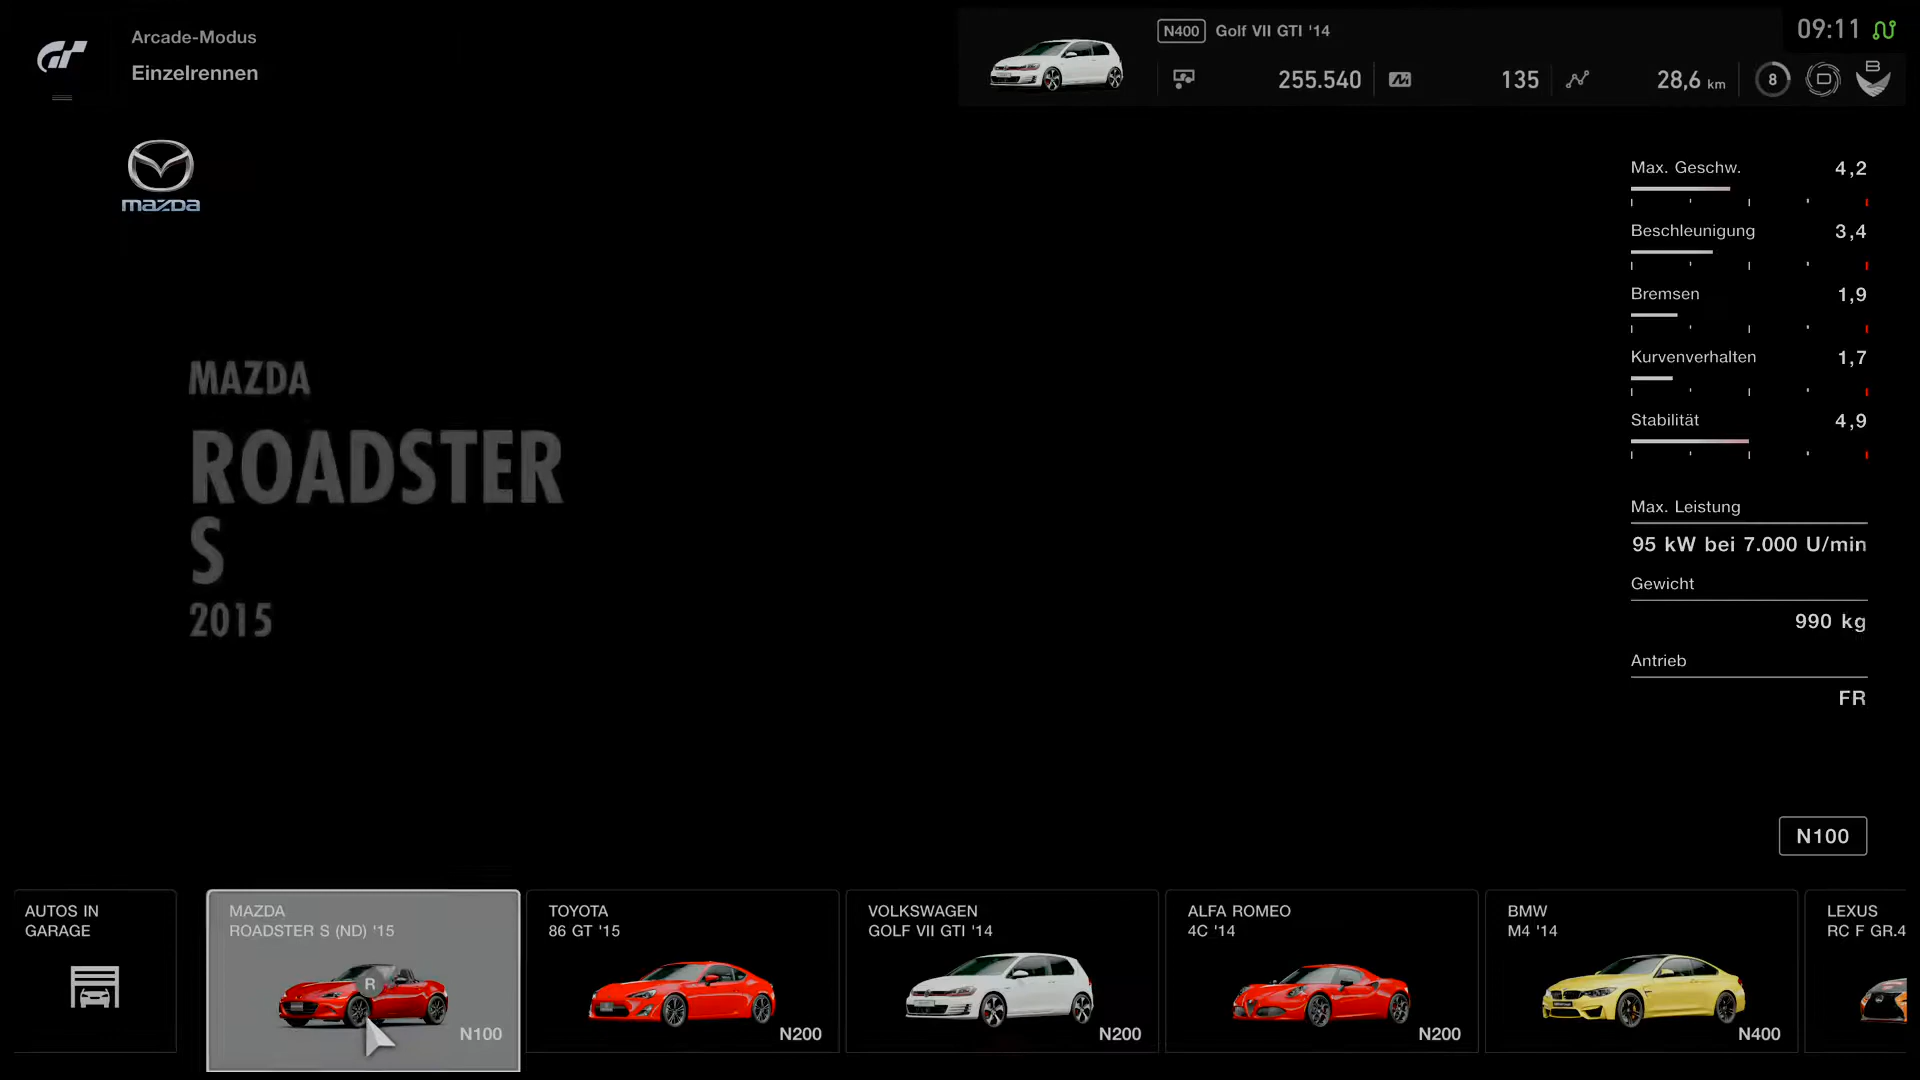 Arcade-Modus
Einzelrennen
N400 Golf VII GTI '14
255.540 135 28,6 km 8 D B
09:11
mazda
Max. Geschw. 4,2
Beschleunigung 3,4
Bremsen 1,9
Kurvenverhalten 1,7
Stabilität 4,9
MAZDA
ROADSTER
S
2015
Max. Leistung
95 kW bei 7.000 U/min
Gewicht
990 kg
Antrieb
FR
N100
AUTOS IN
GARAGE
MAZDA
ROADSTER S (ND) '15
R
N100
TOYOTA
86 GT '15
N200
VOLKSWAGEN
GOLF VII GTI '14
N200
ALFA ROMEO
4C '14
N200
BMW
M4 '14
N400
LEXUS
RC F GR.4